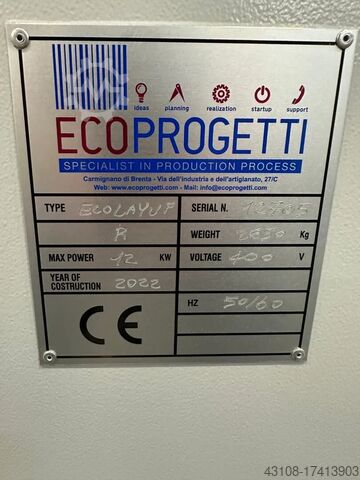 ideas planning realization startup support
ECOPROGETTI
SPECIALIST IN PRODUCTION PROCESS
Carmignano di Brenta - Via dell'industria e dell'artigianato, 27/C
Web: www.ecoprogetti.com - Mail: info@ecoprogetti.com
TYPE ECOLAYUP SERIAL N.
R WEIGHT Kg
MAX POWER 12 KW VOLTAGE 400 V
YEAR OF
COSTRUCTION 2022
HZ 50/60
CE
43108-17413903